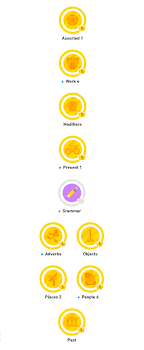 Assorted 1
Work 6
Modifiers
Present 1
Grammar
Adverbs
Objects
Places 2
People 6
Past